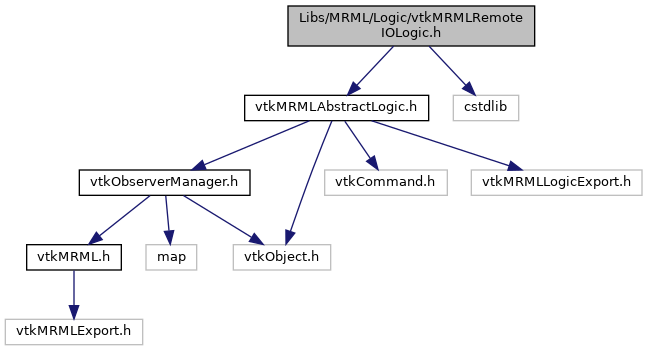 Libs/MRML/Logic/vtkMRMLRemote
IOLogic.h
vtkMRMLAbstractLogic.h
cstdlib
vtkObserverManager.h
vtkCommand.h
vtkMRMLLogicExport.h
vtkMRML.h
map
vtkObject.h
vtkMRMLExport.h